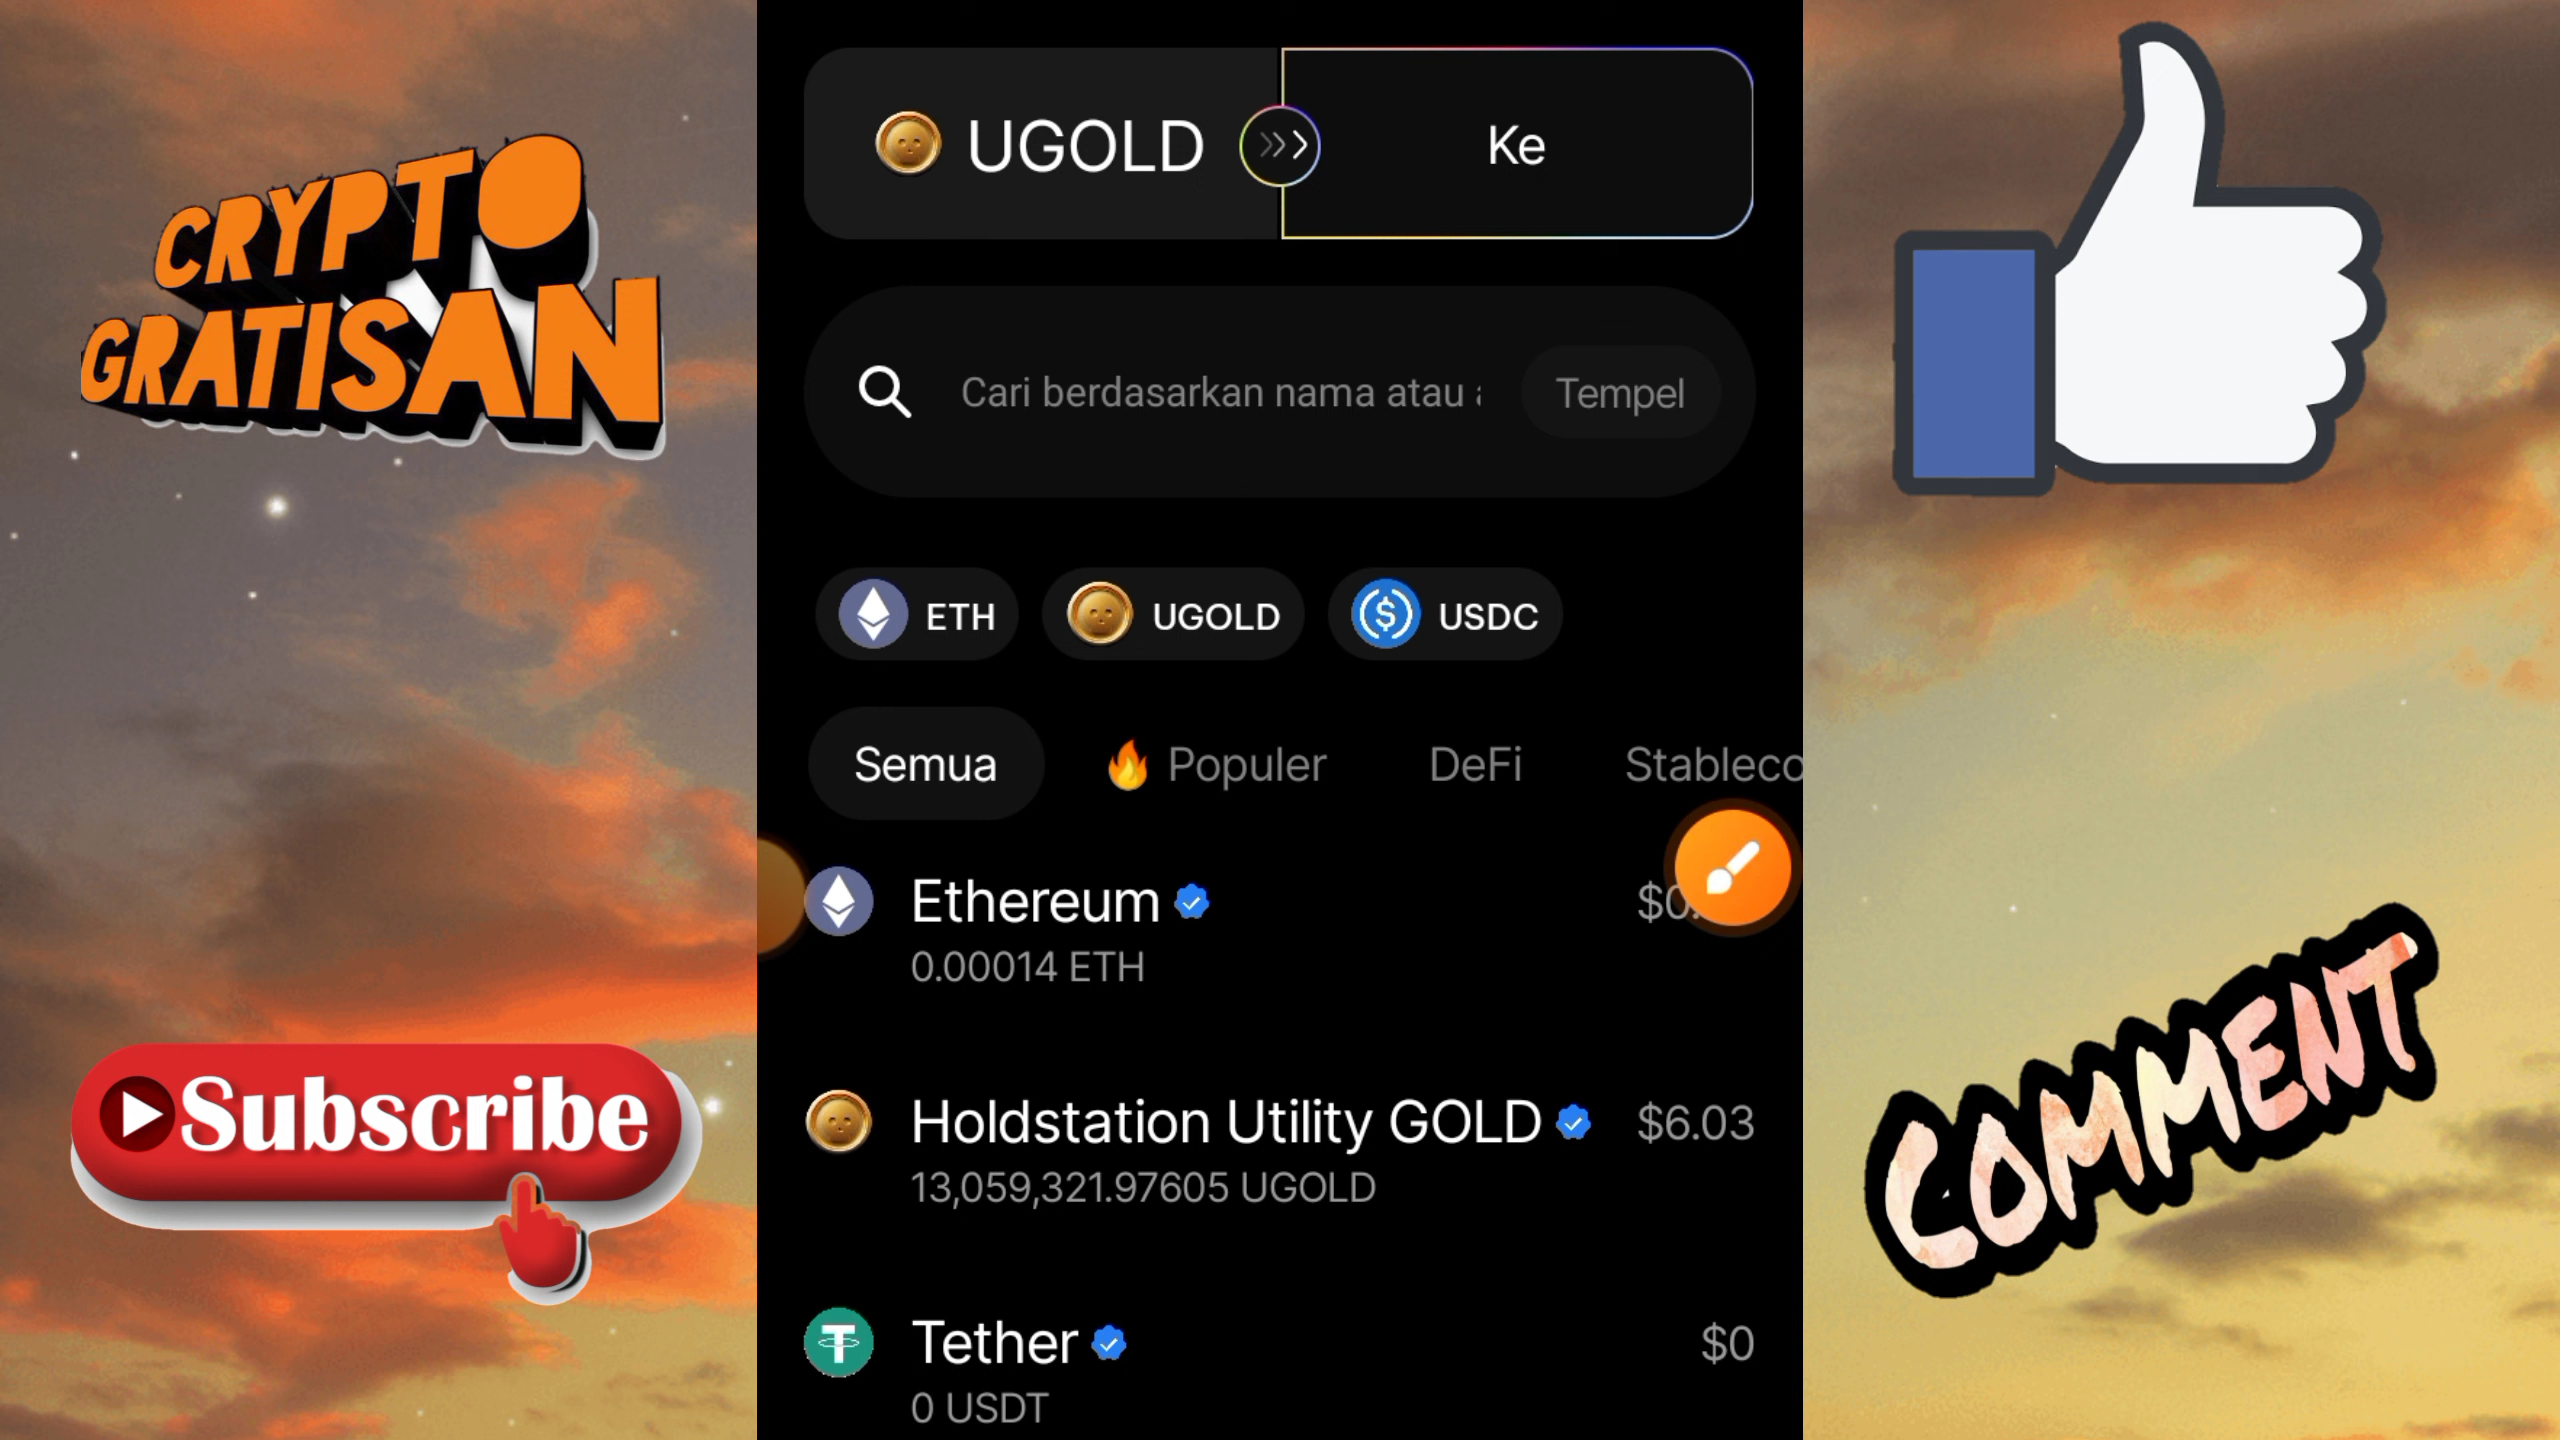 CRYPTO
GRATISAN
Subscribe
UGOLD
Ke
Cari berdasarkan nama atau
Tempel
ETH
UGOLD
USDC
Semua
Populer
DeFi
Stableco
Ethereum
0.00014 ETH
Holdstation Utility GOLD
$6.03
13,059,321.97605 UGOLD
Tether
$0
0 USDT
COMMENT